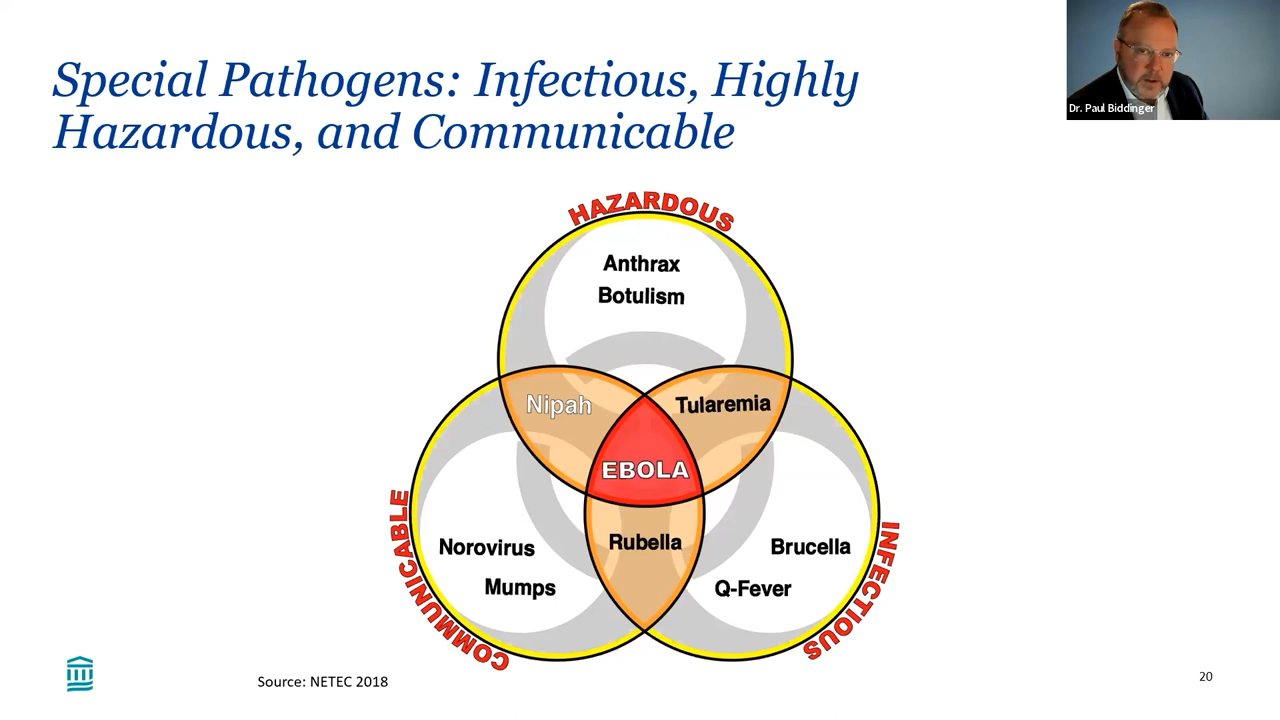 Special Pathogens: Infectious, Highly
Hazardous, and Communicable
Dr. Paul Biddinger
HAZARDOUS
Anthrax
Botulism
Nipah
Tularemia
EBOLA
COMMUNICABLE
Norovirus
Mumps
Rubella
Brucella
Q-Fever
INFECTIOUS
Source: NETEC 2018
20